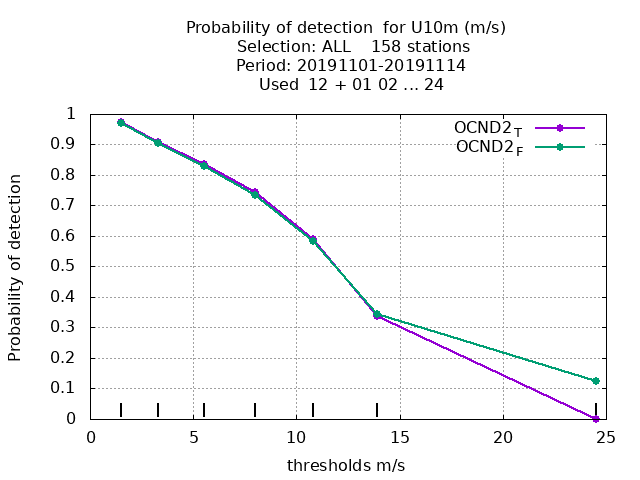 Probability of detection  for U10m (m/s)
Selection: ALL    158 stations
Period: 20191101-20191114
Used  12 + 01 02 ... 24
OCND2_T
OCND2_F
1
0.9
0.8
0.7
0.6
0.5
0.4
0.3
0.2
0.1
0
Probability of detection
0 5 10 15 20 25
thresholds m/s